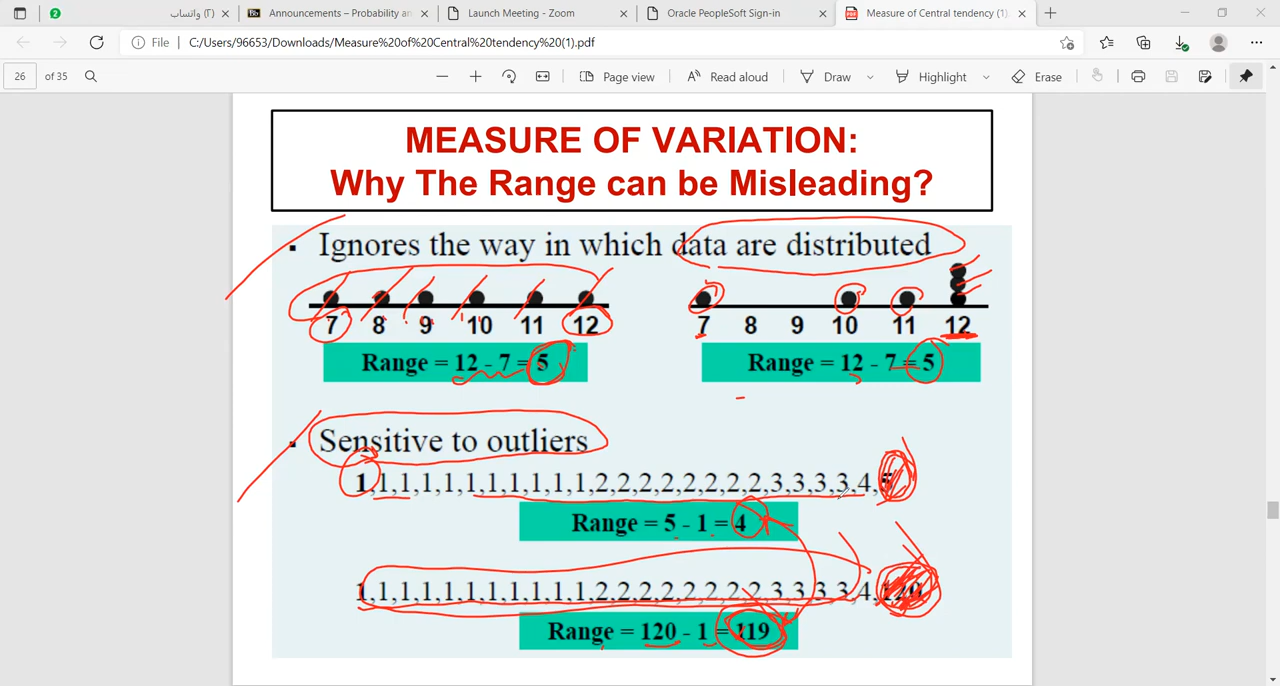 واتساب (٢)
Announcements – Probability an
Launch Meeting - Zoom
Oracle PeopleSoft Sign-in
Measure of Central tendency (1).
File
C:/Users/96653/Downloads/Measure%20of%20Central%20tendency%20(1).pdf
26 of 35
Page view
Read aloud
Draw
Highlight
Erase
MEASURE OF VARIATION:
Why The Range can be Misleading?
Ignores the way in which data are distributed
7 8 9 10 11 12
7 8 9 10 11 12
Range = 12 - 7 = 5
Range = 12 - 7 = 5
Sensitive to outliers
1,1,1,1,1,1,1,1,1,1,1,2,2,2,2,2,2,2,2,3,3,3,3,4,
Range = 5 - 1 = 4
1,1,1,1,1,1,1,1,1,1,1,2,2,2,2,2,2,2,2,3,3,3,3,4,120
Range = 120 - 1 = 119